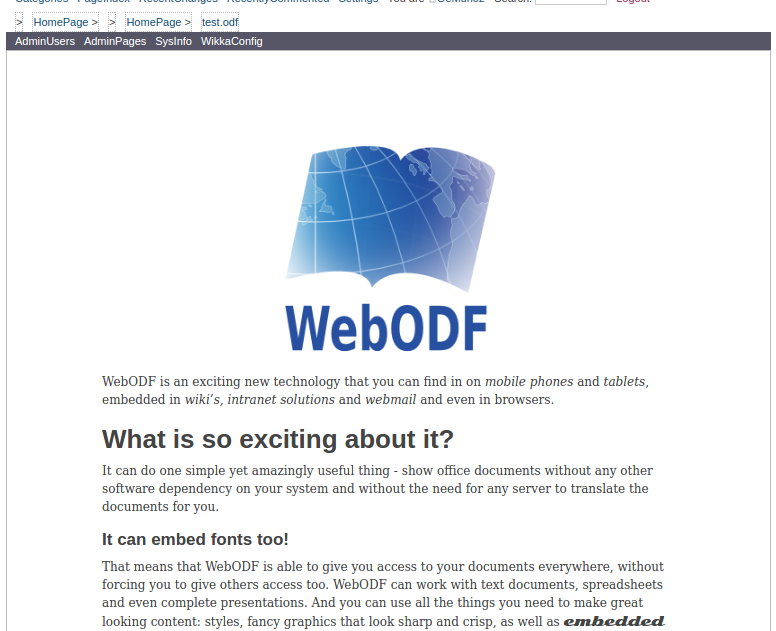 Categories PageIndex RecentChanges RecentlyCommented Settings You are OeMunoz Search: Logout
> HomePage > > HomePage > test.odf
AdminUsers AdminPages SysInfo WikkaConfig
WebODF
WebODF is an exciting new technology that you can find in on mobile phones and tablets,
embedded in wiki's, intranet solutions and webmail and even in browsers.
What is so exciting about it?
It can do one simple yet amazingly useful thing - show office documents without any other
software dependency on your system and without the need for any server to translate the
documents for you.
It can embed fonts too!
That means that WebODF is able to give you access to your documents everywhere, without
forcing you to give others access too. WebODF can work with text documents, spreadsheets
and even complete presentations. And you can use all the things you need to make great
looking content: styles, fancy graphics that look sharp and crisp, as well as embedded